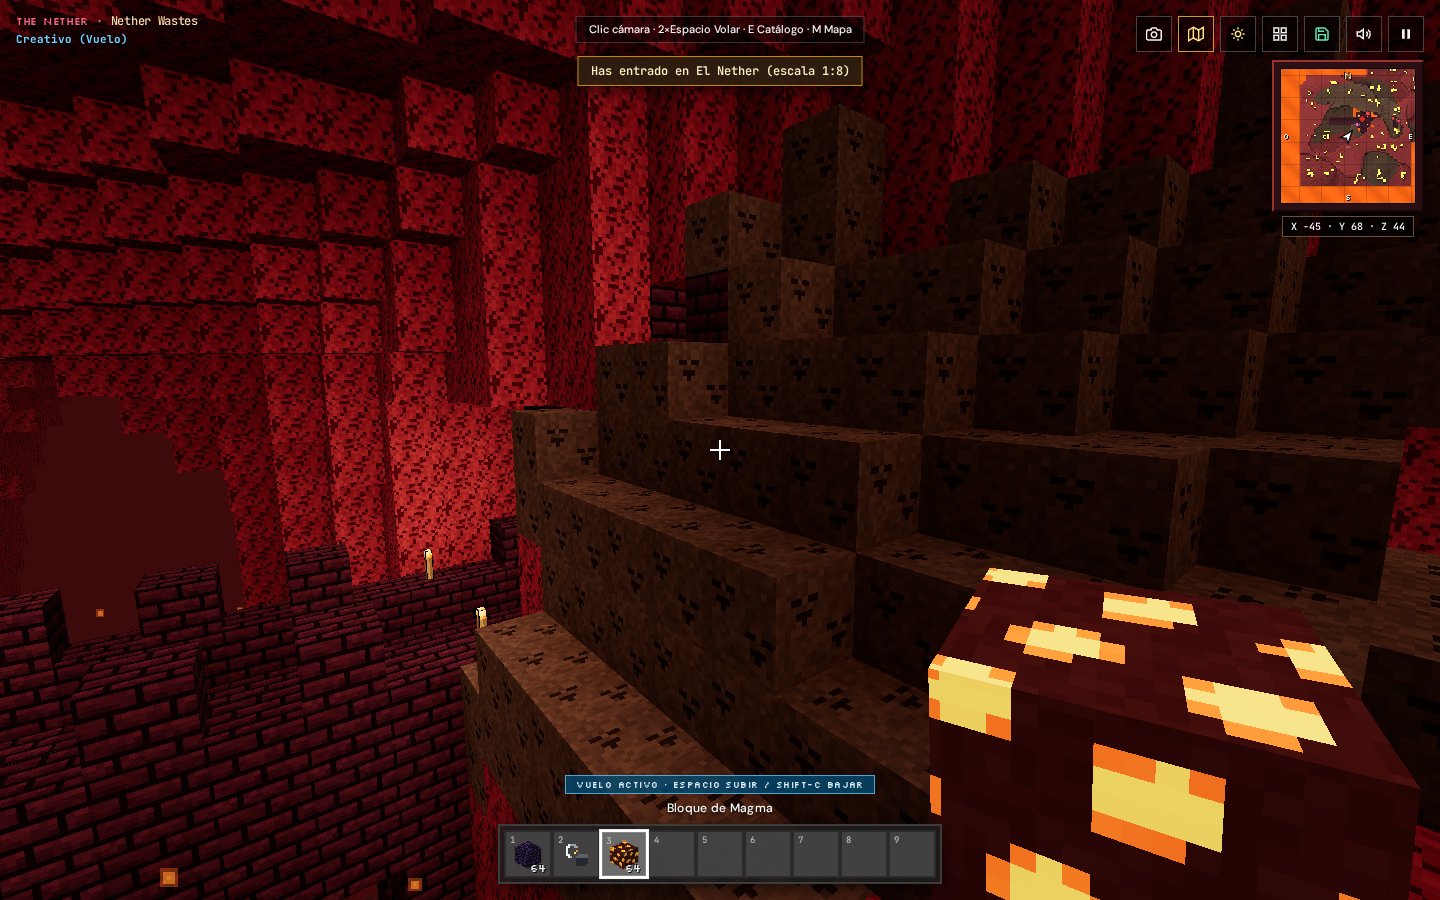 THE NETHER · Nether Wastes
Creativo (Vuelo)
Clic cámara · 2×Espacio Volar · E Catálogo · M Mapa
Has entrado en El Nether (escala 1:8)
N
O
E
S
X -45 · Y 68 · Z 44
VUELO ACTIVO · ESPACIO SUBIR / SHIFT-C BAJAR
Bloque de Magma
1 2 3 4 5 6 7 8 9
64 64